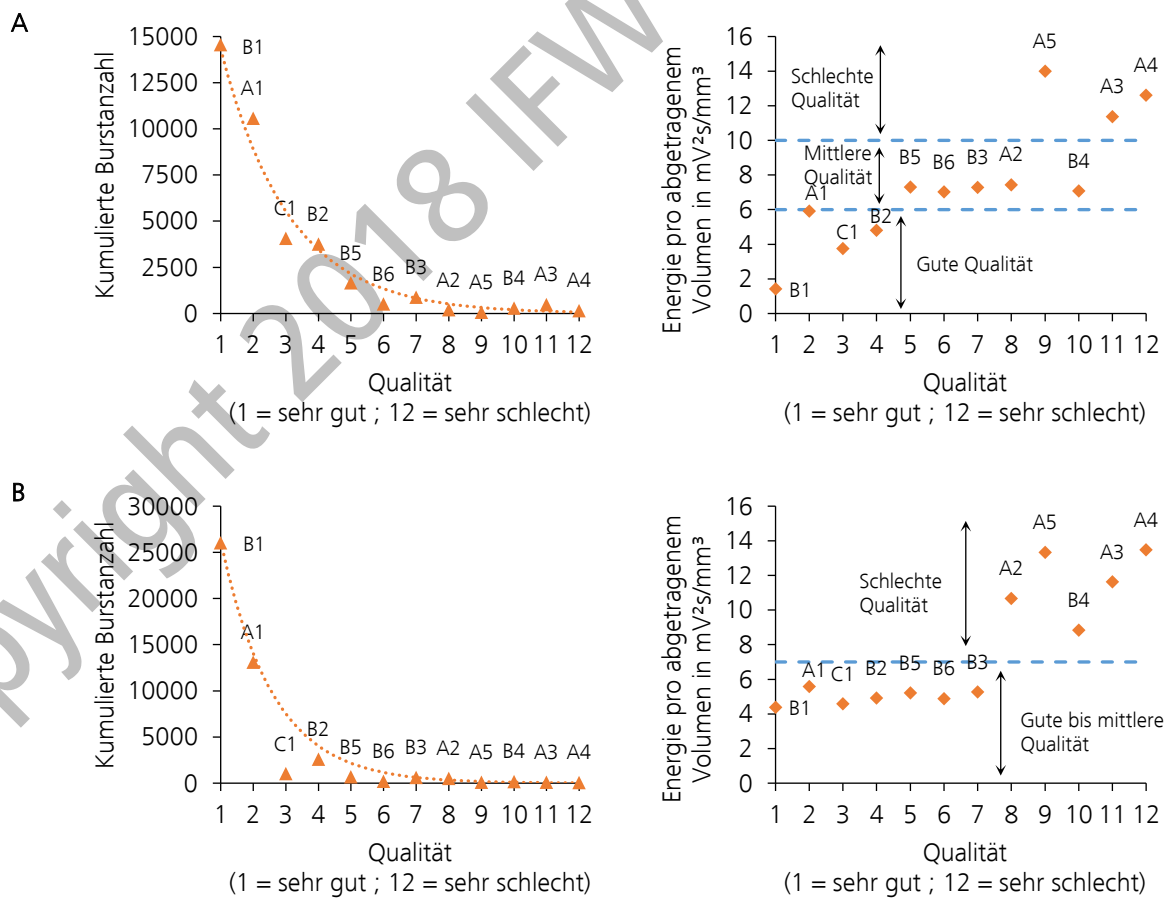 A
Kumulierte Burstanzahl
15000
12500
10000
7500
5000
2500
0
B1
A1
C1
B2
B5
B6
B3
A2
A5
B4
A3
A4
1 2 3 4 5 6 7 8 9 10 11 12
Qualität
(1 = sehr gut ; 12 = sehr schlecht)
Energie pro abgetragenem
Volumen in mV²s/mm³
16
14
12
10
8
6
4
2
0
Schlechte
Qualität
Mittlere
Qualität
Gute Qualität
B1
A1
C1
B2
B5
B6
B3
A2
A5
B4
A3
A4
1 2 3 4 5 6 7 8 9 10 11 12
Qualität
(1 = sehr gut ; 12 = sehr schlecht)
B
Kumulierte Burstanzahl
30000
25000
20000
15000
10000
5000
0
B1
A1
C1
B2
B5
B6
B3
A2
A5
B4
A3
A4
1 2 3 4 5 6 7 8 9 10 11 12
Qualität
(1 = sehr gut ; 12 = sehr schlecht)
Energie pro abgetragenem
Volumen in mV²s/mm³
16
14
12
10
8
6
4
2
0
Schlechte
Qualität
Gute bis mittlere
Qualität
B1
A1
C1
B2
B5
B6
B3
A2
A5
B4
A3
A4
1 2 3 4 5 6 7 8 9 10 11 12
Qualität
(1 = sehr gut ; 12 = sehr schlecht)
pyright 2018 IFW